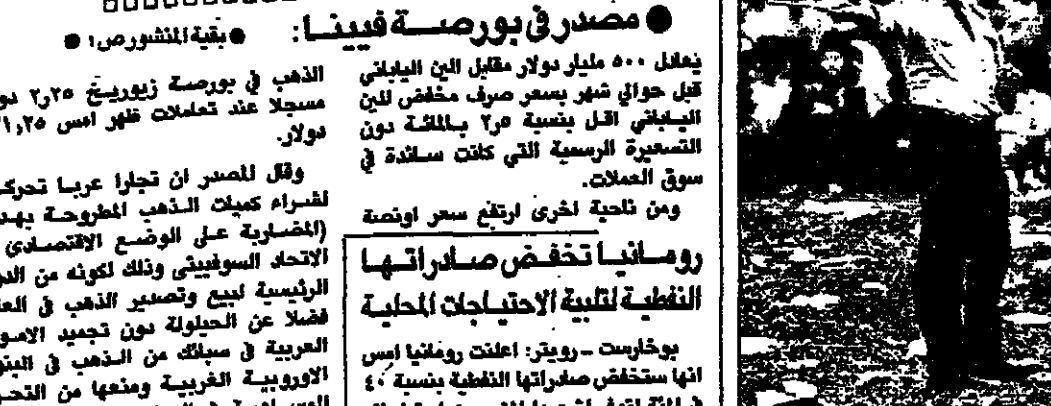 ● مصدر في بورصة فيينا:
● بقية المنشور ص١ ●
يعادل ٥٠٠ مليار دولار مقابل الين الياباني
قبل حوالي شهر بسعر صرف مخفض للين
الياباني اقل بنسبة ٢ر٥ بالمائة دون
التسعيرة الرسمية التي كانت سائدة في
سوق العملات.
ومن ناحية اخرى ارتفع سعر اونصة
الذهب في بورصة زيوريخ ٢ر٢٥
مسجلا عند تعاملات ظهر امس
دولار.
وقال المصدر ان تجارا عربا
لشراء كميات الذهب المطروحة
(المضاربة على الوضع الاقتصادي
الاتحاد السوفييتي وذلك لكونه من
الرئيسية لبيع وتصدير الذهب في
فضلا عن الحيلولة دون تجميد
العربية في سبائك من الذهب في
الاوروبية الغربية ومنعها من
رومانيا تخفض صادراتها
النفطية لتلبية الاحتياجات المحلية
بوخارست - رويتر: اعلنت رومانيا امس
انها ستخفض صادراتها النفطية بنسبة ٤٠